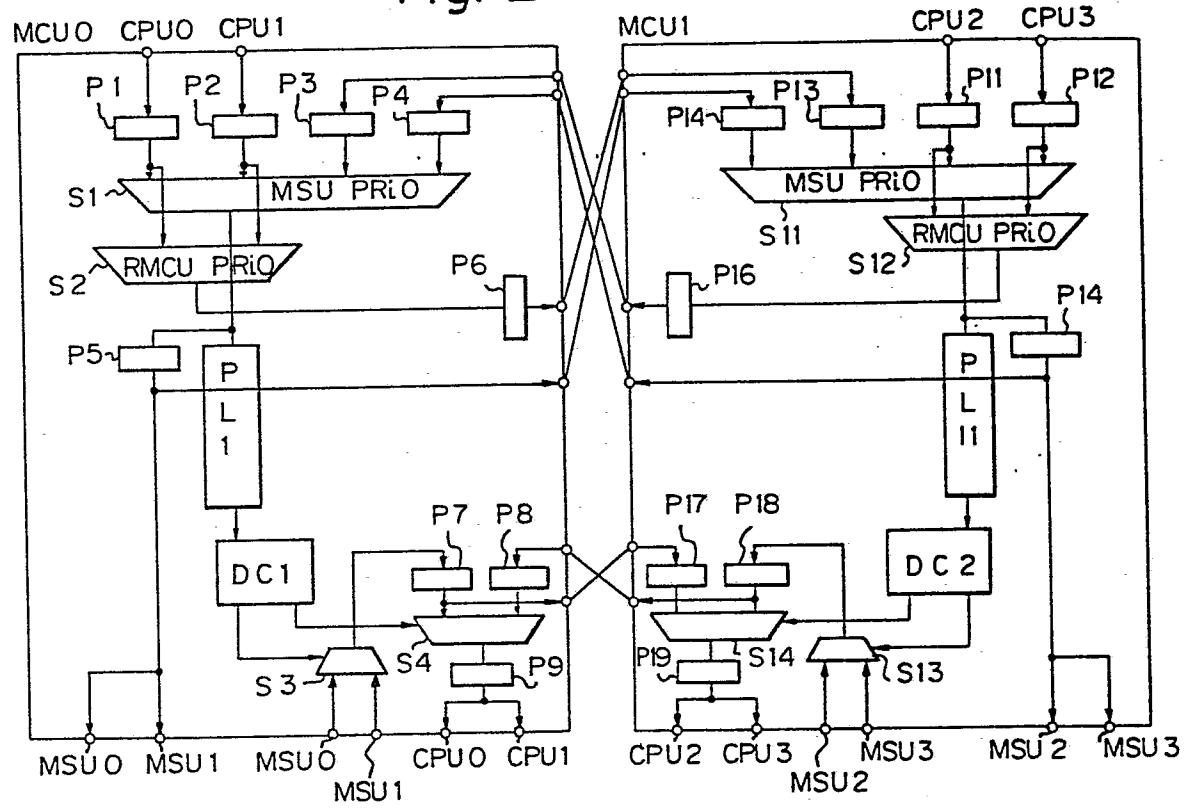 Fig. 2
MCU0 CPU0 CPU1 MCU1 CPU2 CPU3
P1 P2 P3 P4 P14 P13 P11 P12
S1 MSU PRiO MSU PRiO S11
S2 RMCU PRiO P6 P16 S12 RMCU PRiO
P5 P14
P
L
1
P
L
11
P7 P8 P17 P18
DC1 DC2
S3 S4 P9 P19 S14 S13
MSU0 MSU1 MSU0 MSU1 CPU0 CPU1 CPU2 CPU3 MSU2 MSU3 MSU2 MSU3